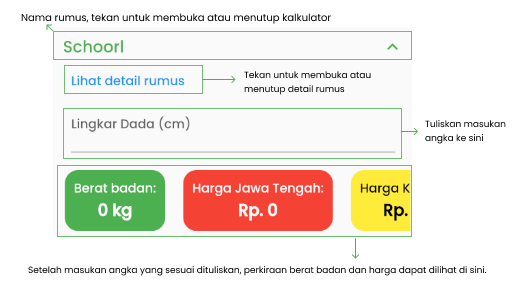 Nama rumus, tekan untuk membuka atau menutup kalkulator
Schoorl
Lihat detail rumus
Tekan untuk membuka atau
menutup detail rumus
Lingkar Dada (cm)
Tuliskan masukan
angka ke sini
Berat badan:
0 kg
Harga Jawa Tengah:
Rp. 0
Harga K
Rp.
Setelah masukan angka yang sesuai dituliskan, perkiraan berat badan dan harga dapat dilihat di sini.